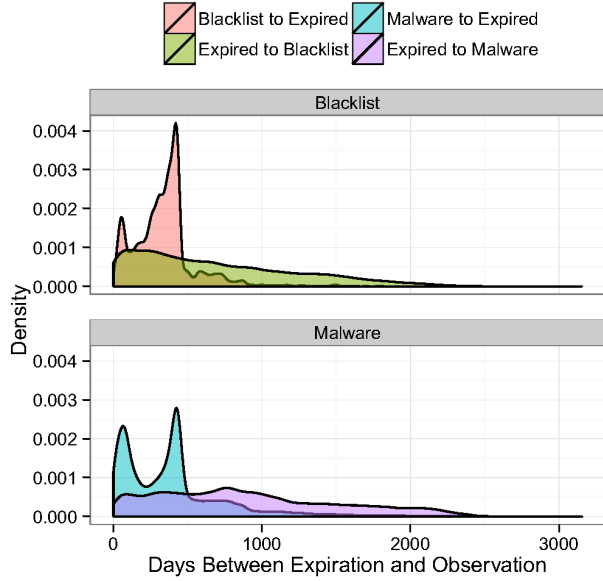 Blacklist to Expired
Malware to Expired
Expired to Blacklist
Expired to Malware
Blacklist
0.004
0.003
0.002
0.001
0.000
Density
Malware
0.004
0.003
0.002
0.001
0.000
0
1000
2000
3000
Days Between Expiration and Observation